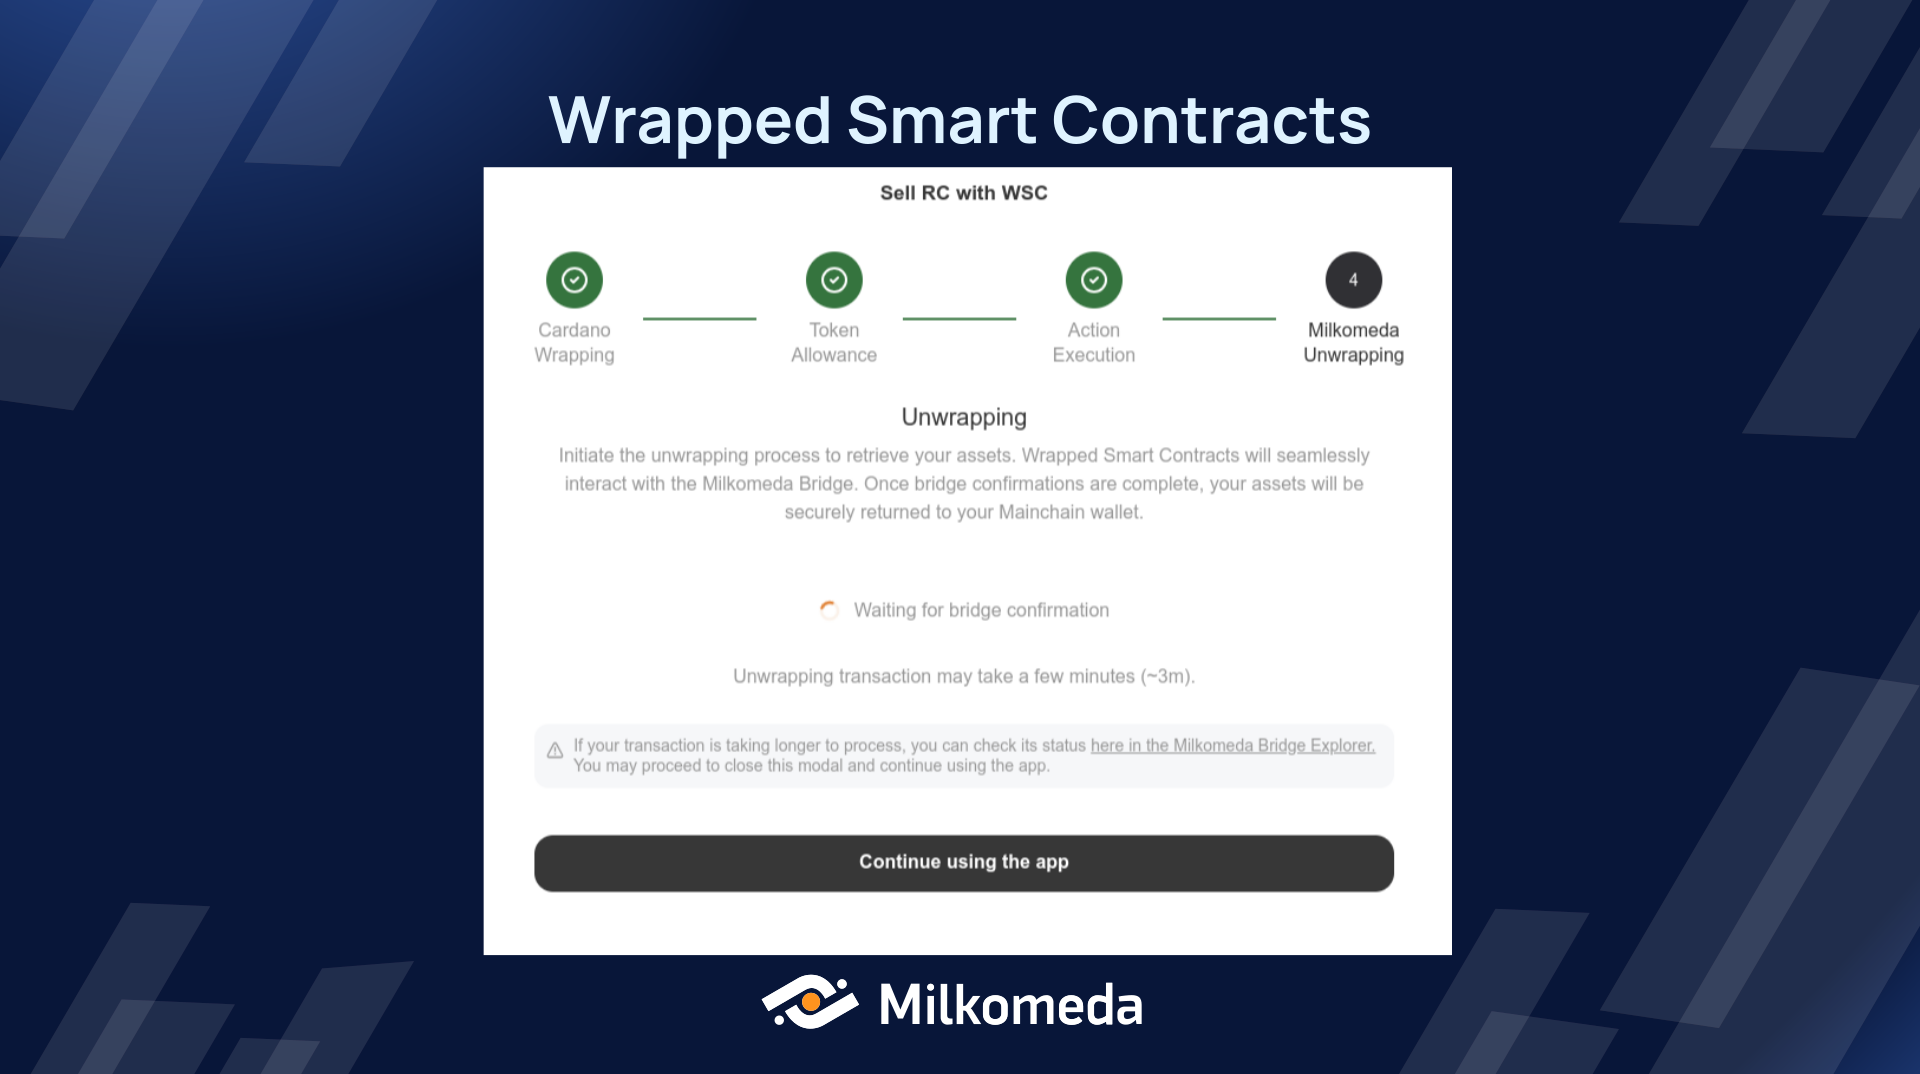 Wrapped Smart Contracts
Sell RC with WSC
4
Cardano Wrapping
Token Allowance
Action Execution
Milkomeda Unwrapping
Unwrapping
Initiate the unwrapping process to retrieve your assets. Wrapped Smart Contracts will seamlessly
interact with the Milkomeda Bridge. Once bridge confirmations are complete, your assets will be
securely returned to your Mainchain wallet.
Waiting for bridge confirmation
Unwrapping transaction may take a few minutes (~3m).
If your transaction is taking longer to process, you can check its status here in the Milkomeda Bridge Explorer.
You may proceed to close this modal and continue using the app.
Continue using the app
Milkomeda